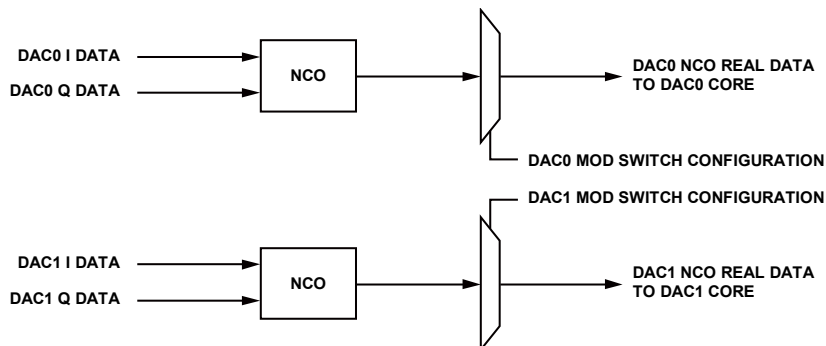 DAC0 I DATA
DAC0 Q DATA
NCO
DAC0 NCO REAL DATA
TO DAC0 CORE
DAC0 MOD SWITCH CONFIGURATION
DAC1 MOD SWITCH CONFIGURATION
DAC1 I DATA
DAC1 Q DATA
NCO
DAC1 NCO REAL DATA
TO DAC1 CORE